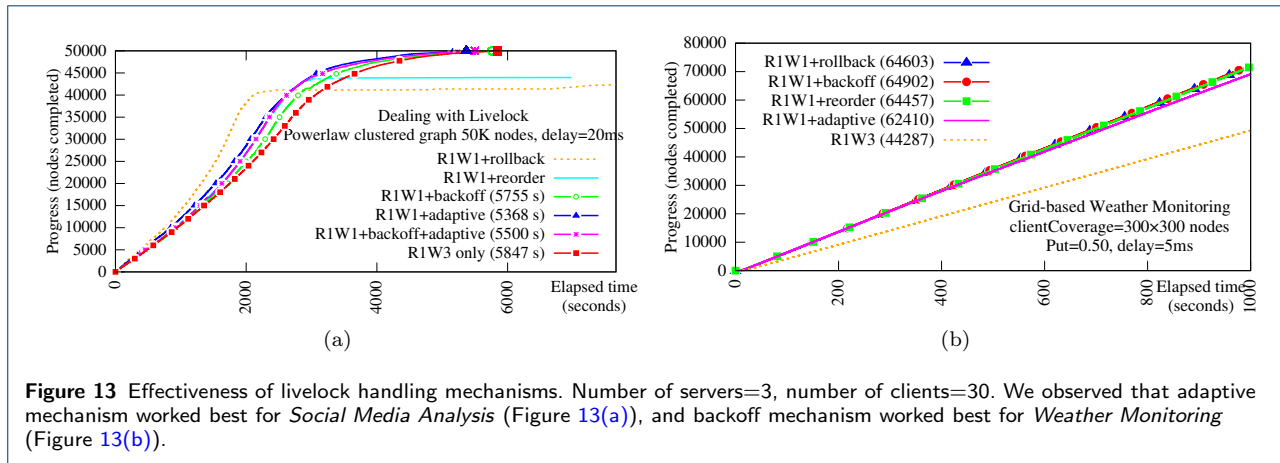 50000
45000
40000
35000
30000
25000
20000
15000
10000
5000
0
Progress (nodes completed)
Dealing with Livelock
Powerlaw clustered graph 50K nodes, delay=20ms
R1W1+rollback
R1W1+reorder
R1W1+backoff (5755 s)
R1W1+adaptive (5368 s)
R1W1+backoff+adaptive (5500 s)
R1W3 only (5847 s)
0
2000
4000
6000
Elapsed time
(seconds)
(a)
80000
70000
60000
50000
40000
30000
20000
10000
0
Progress (nodes completed)
R1W1+rollback (64603)
R1W1+backoff (64902)
R1W1+reorder (64457)
R1W1+adaptive (62410)
R1W3 (44287)
Grid-based Weather Monitoring
clientCoverage=300×300 nodes
Put=0.50, delay=5ms
0
200
400
600
800
1000
Elapsed time
(seconds)
(b)
Figure 13 Effectiveness of livelock handling mechanisms. Number of servers=3, number of clients=30. We observed that adaptive
mechanism worked best for Social Media Analysis (Figure 13(a)), and backoff mechanism worked best for Weather Monitoring
(Figure 13(b)).